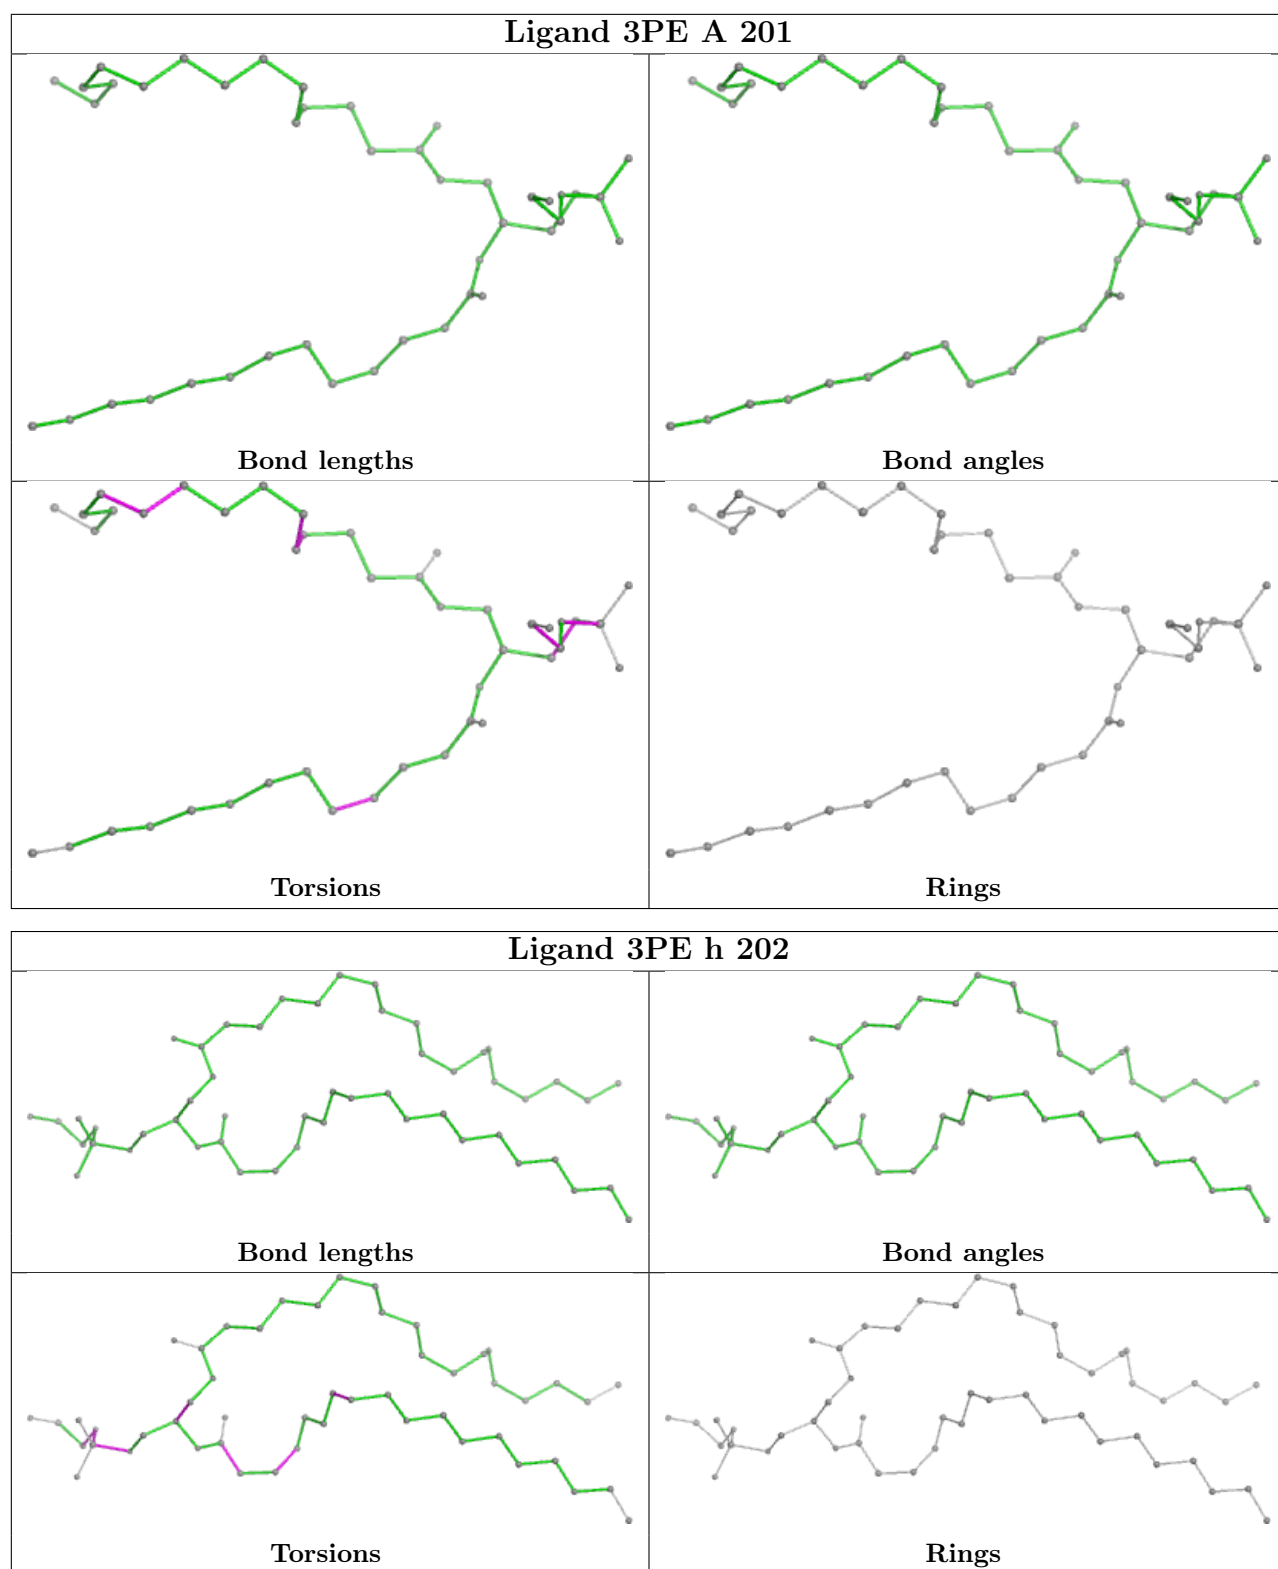 Ligand 3PE A 201
Bond lengths
Bond angles
Torsions
Rings
Ligand 3PE h 202
Bond lengths
Bond angles
Torsions
Rings